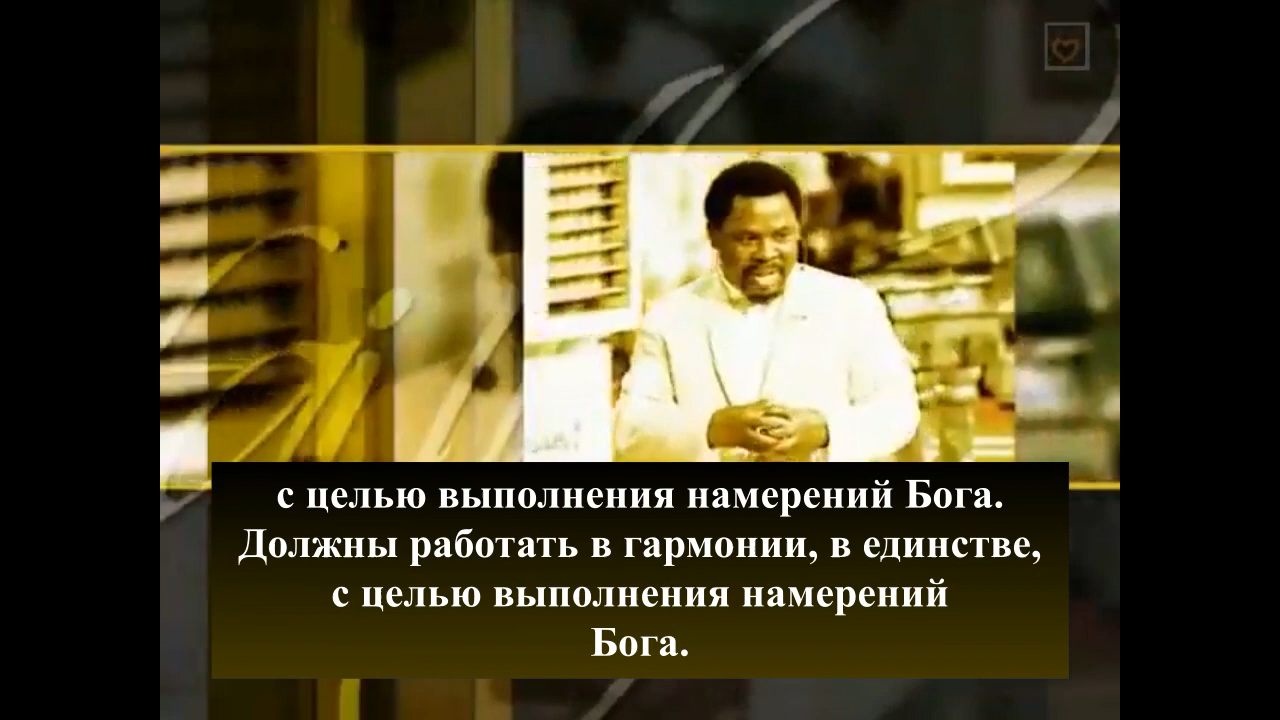 с целью выполнения намерений Бога.
Должны работать в гармонии, в единстве,
с целью выполнения намерений
Бога.